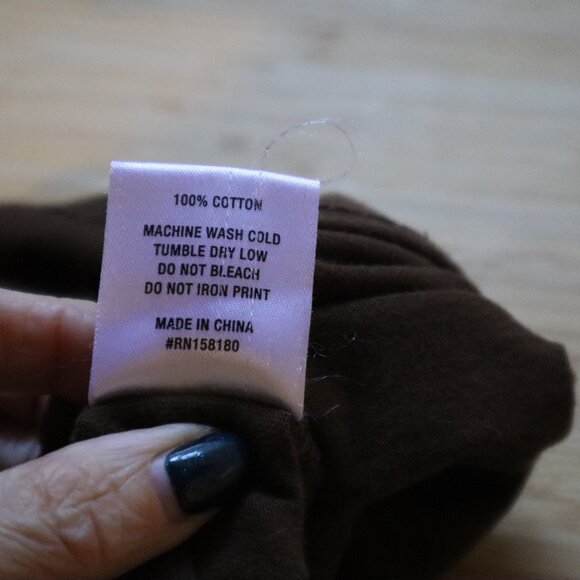 100% COTTON
MACHINE WASH COLD
TUMBLE DRY LOW
DO NOT BLEACH
DO NOT IRON PRINT
MADE IN CHINA
#RN158180